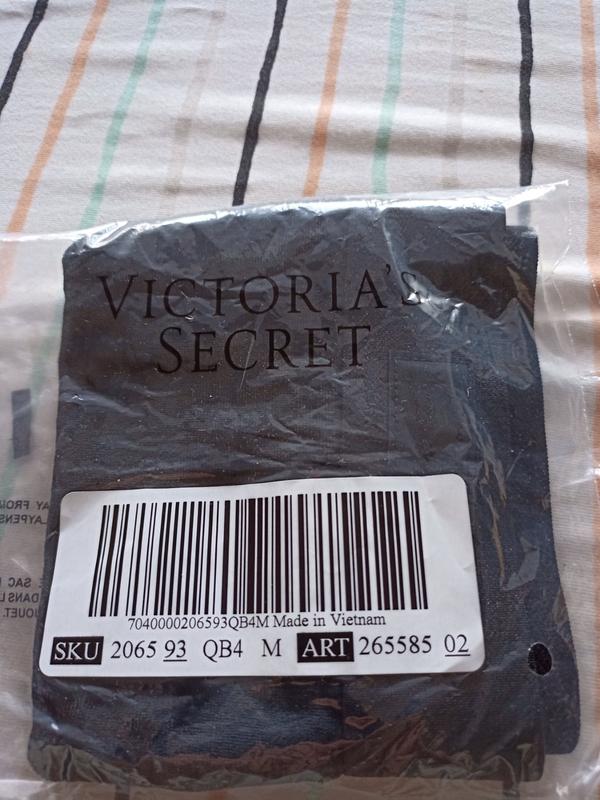 VICTORIA'S
SECRET
7040000206593QB4M Made in Vietnam
SKU 2065 93 QB4 M ART 265585 02